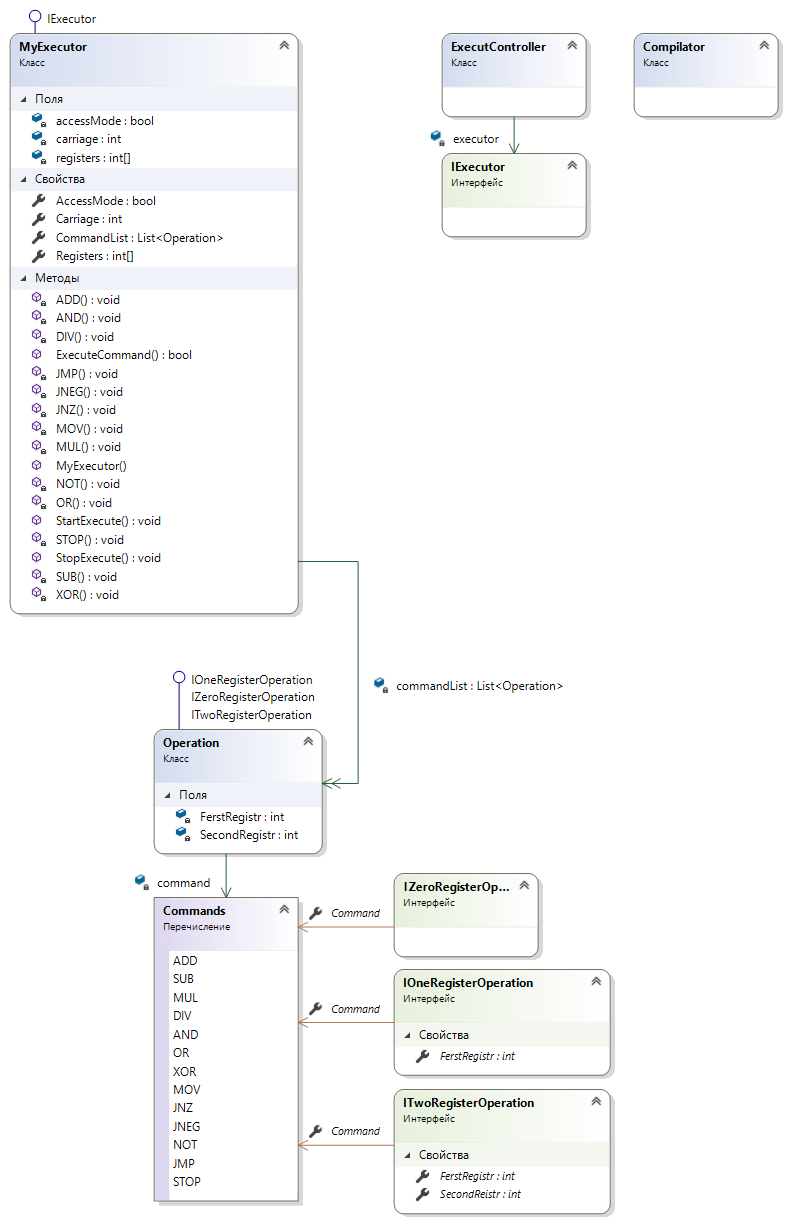 IExecutor
MyExecutor
Класс
Поля
accessMode : bool
carriage : int
registers : int[]
Свойства
AccessMode : bool
Carriage : int
CommandList : List<Operation>
Registers : int[]
Методы
ADD() : void
AND() : void
DIV() : void
ExecuteCommand() : bool
JMP() : void
JNEG() : void
JNZ() : void
MOV() : void
MUL() : void
MyExecutor()
NOT() : void
OR() : void
StartExecute() : void
STOP() : void
StopExecute() : void
SUB() : void
XOR() : void
ExecutController
Класс
executor
IExecutor
Интерфейс
Compilator
Класс
commandList : List<Operation>
IOneRegisterOperation
IZeroRegisterOperation
ITwoRegisterOperation
Operation
Класс
Поля
FerstRegistr : int
SecondRegistr : int
command
Commands
Перечисление
ADD
SUB
MUL
DIV
AND
OR
XOR
MOV
JNZ
JNEG
NOT
JMP
STOP
Command
IZeroRegisterOp...
Интерфейс
Command
IOneRegisterOperation
Интерфейс
Свойства
FerstRegistr : int
Command
ITwoRegisterOperation
Интерфейс
Свойства
FerstRegistr : int
SecondReistr : int